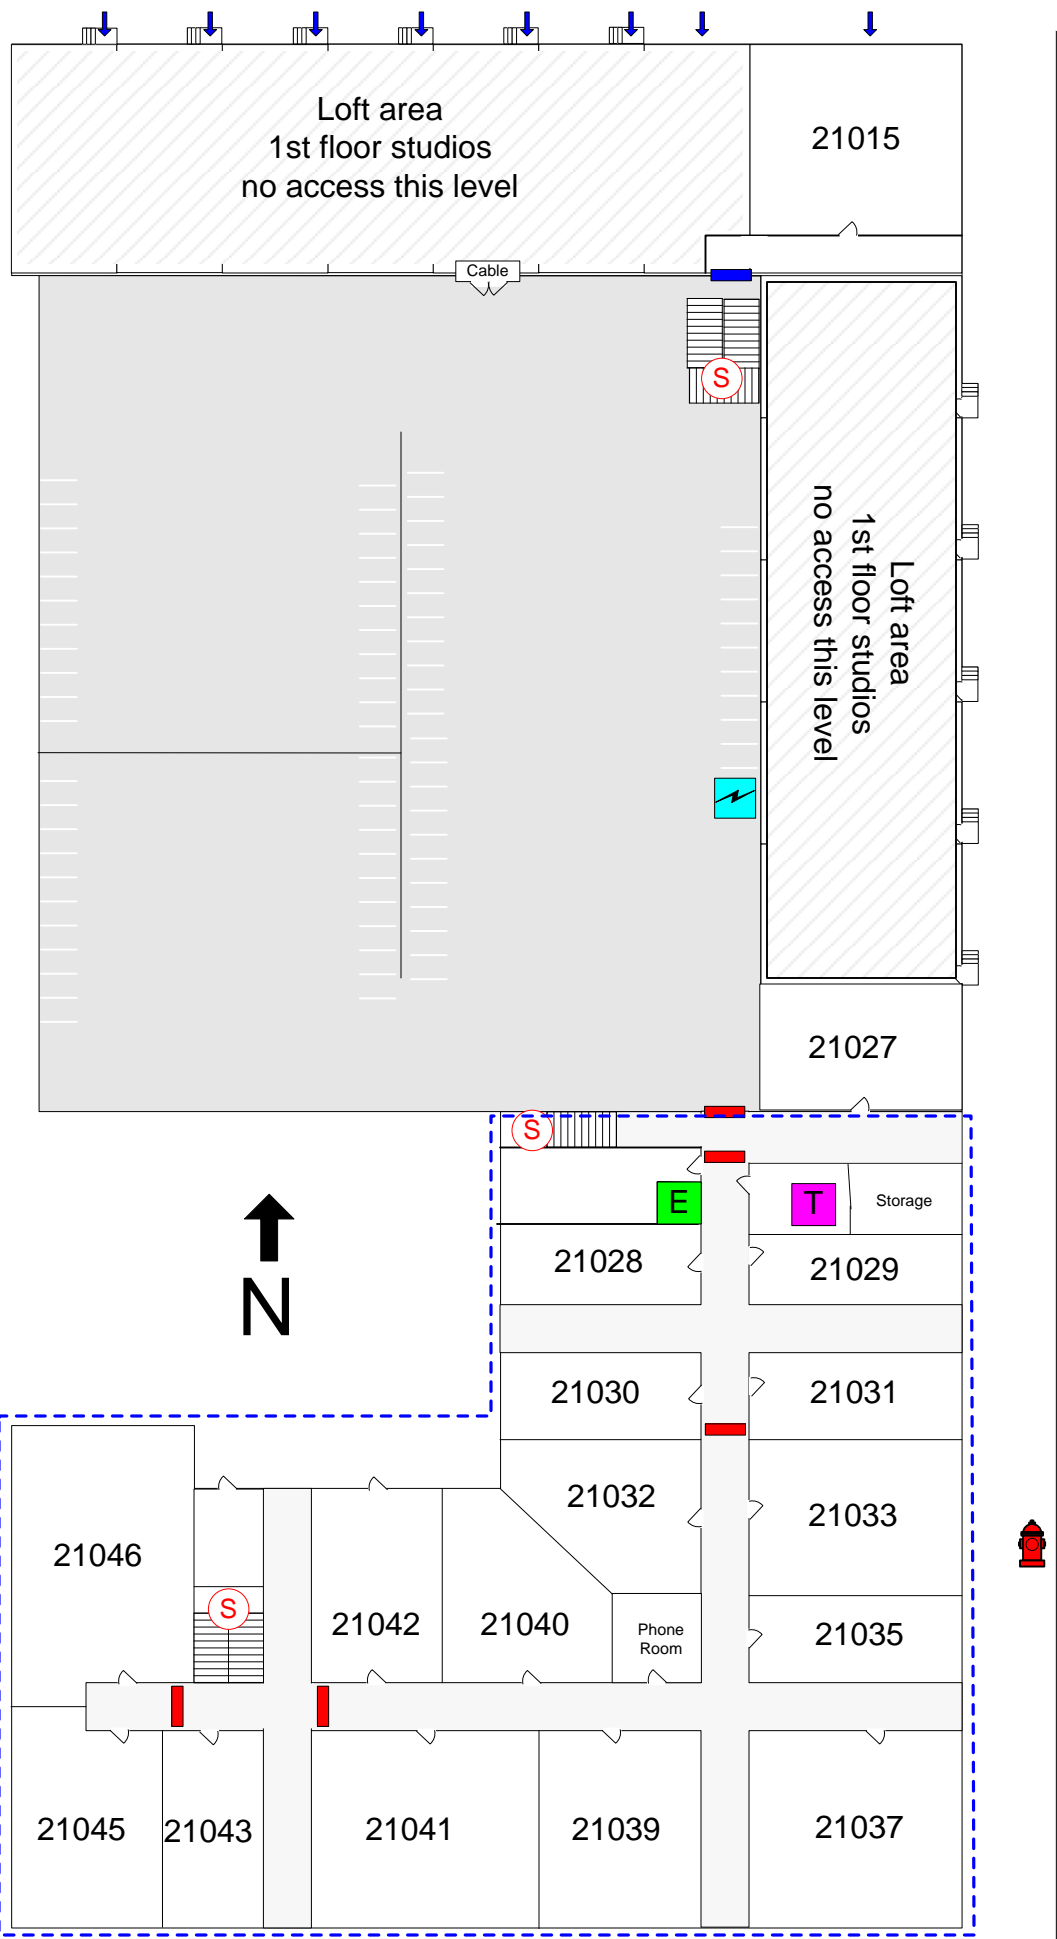 Loft area
1st floor studios
no access this level
21015
Cable
S
Loft area
1st floor studios
no access this level
21027
S
E
T
Storage
N
21028
21029
21030
21031
21032
21033
21046
S
21042
21040
Phone
Room
21035
21045
21043
21041
21039
21037